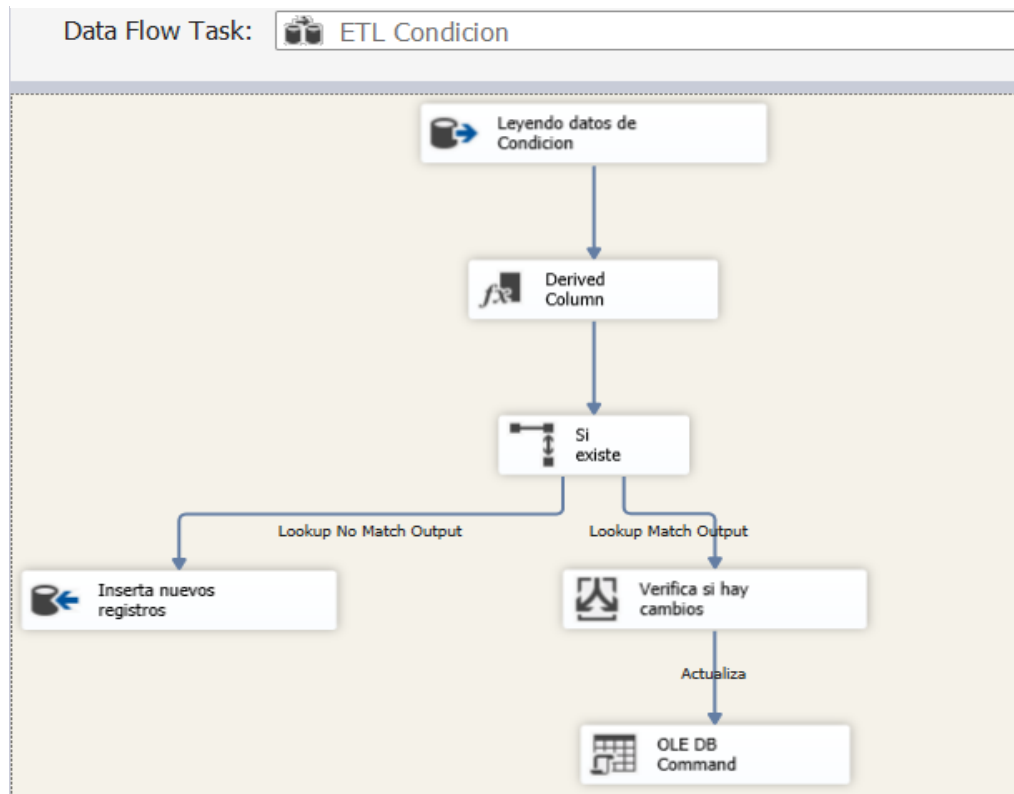 Data Flow Task: ETL Condicion
Leyendo datos de
Condicion
Derived
Column
Si
existe
Lookup No Match Output
Lookup Match Output
Inserta nuevos
registros
Verifica si hay
cambios
Actualiza
OLE DB
Command